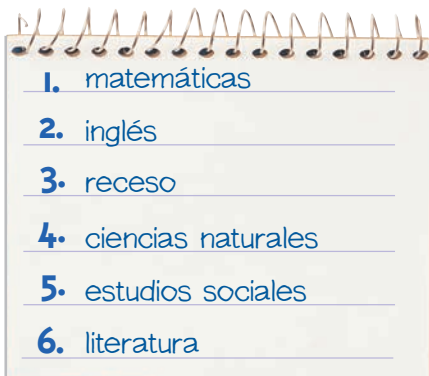 1. matemáticas
2. inglés
3. receso
4. ciencias naturales
5. estudios sociales
6. literatura